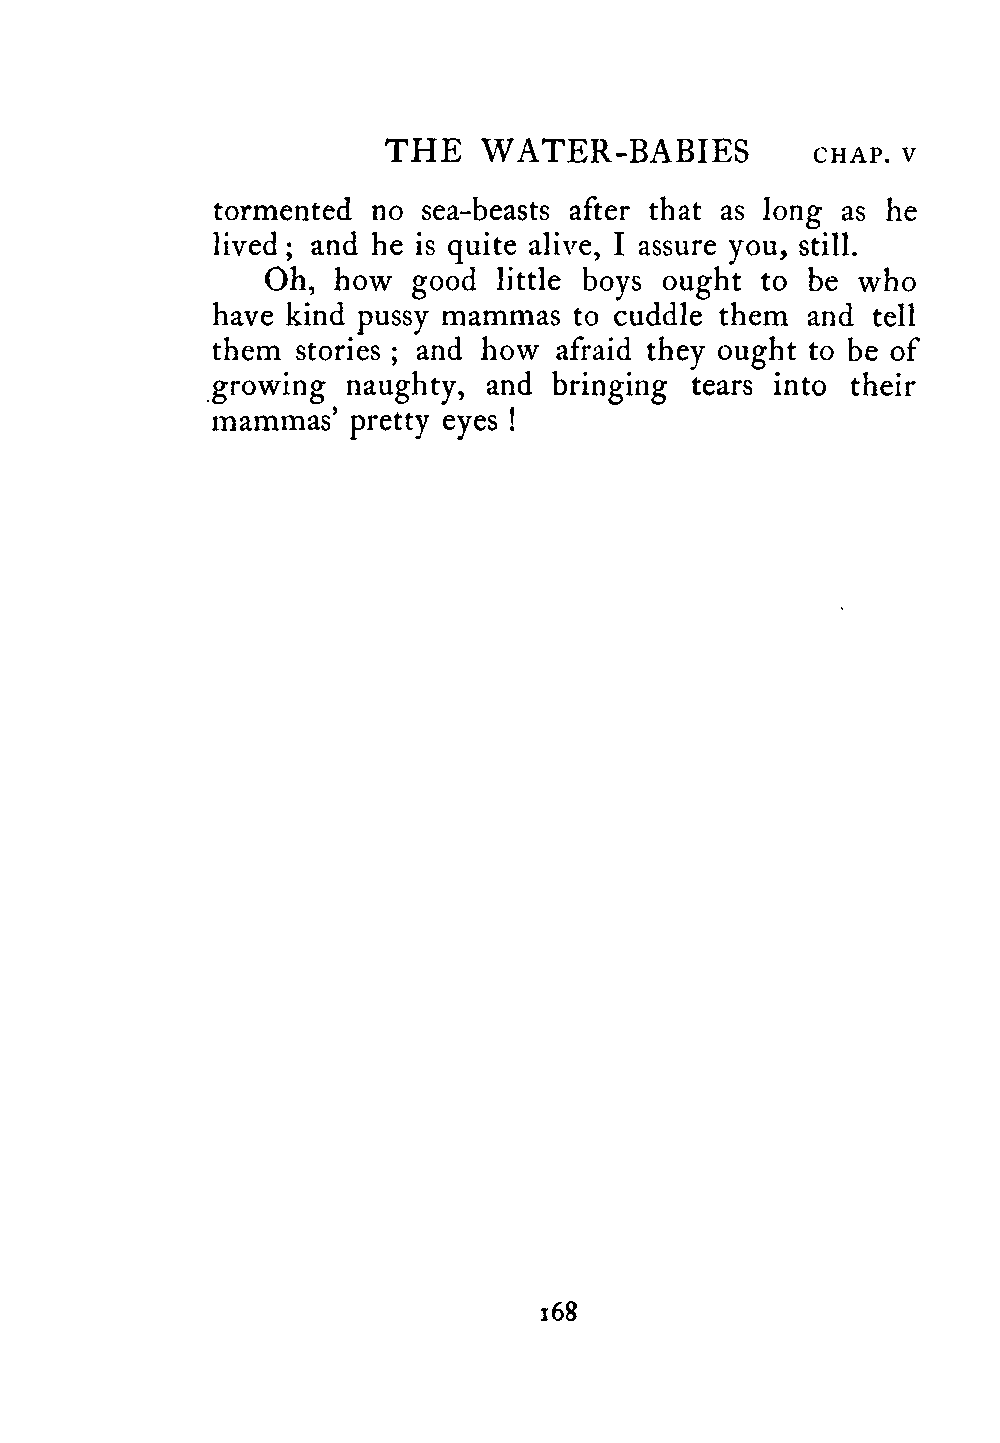 THE WATER-BABIES CHAP. V
tormented no sea-beasts after that as long as he
lived ; and he is quite alive, I assure you, still.
Oh, how good little boys ought to be who
have kind pussy mammas to cuddle them and tell
them stories ; and how afraid they ought to be of
growing naughty, and bringing tears into their
mammas' pretty eyes !
168